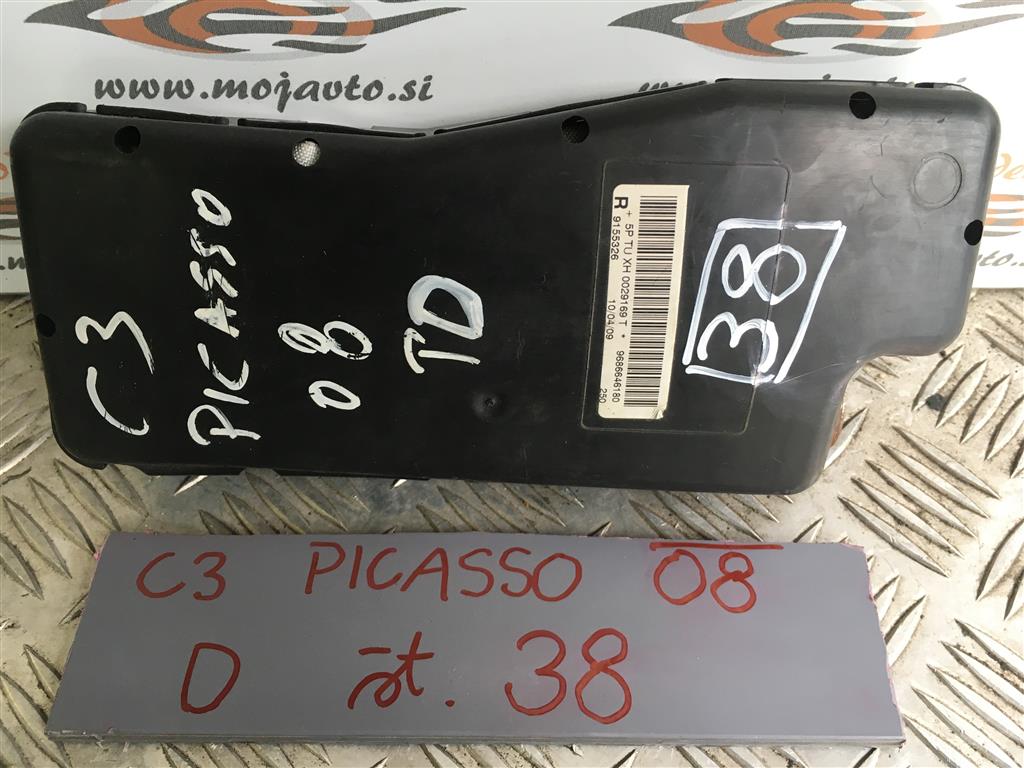 www.mojavto.si
C3
PICASSO
08
TD
+ 5P TU XH 0029169 T *
R 9155326
10/04/09
9686646180
250
38
C3 PICASSO 08
D št. 38